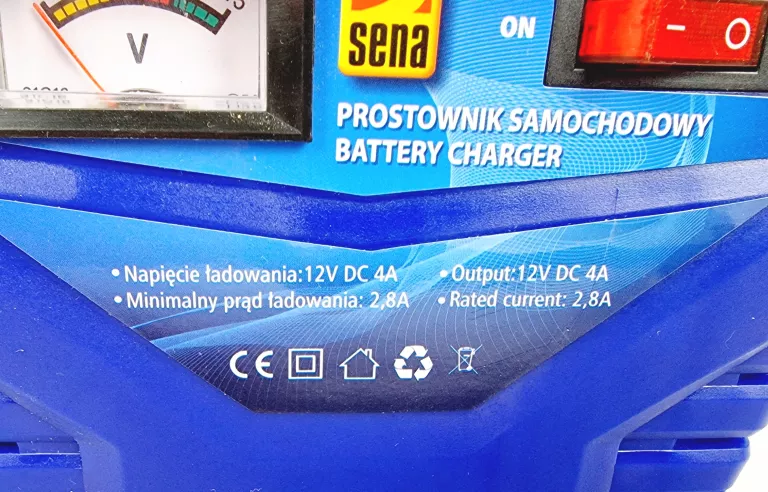 V
sena
ON
PROSTOWNIK SAMOCHODOWY
BATTERY CHARGER
• Napięcie ładowania:12V DC 4A
• Minimalny prąd ładowania: 2,8A
• Output:12V DC 4A
• Rated current: 2,8A
CE